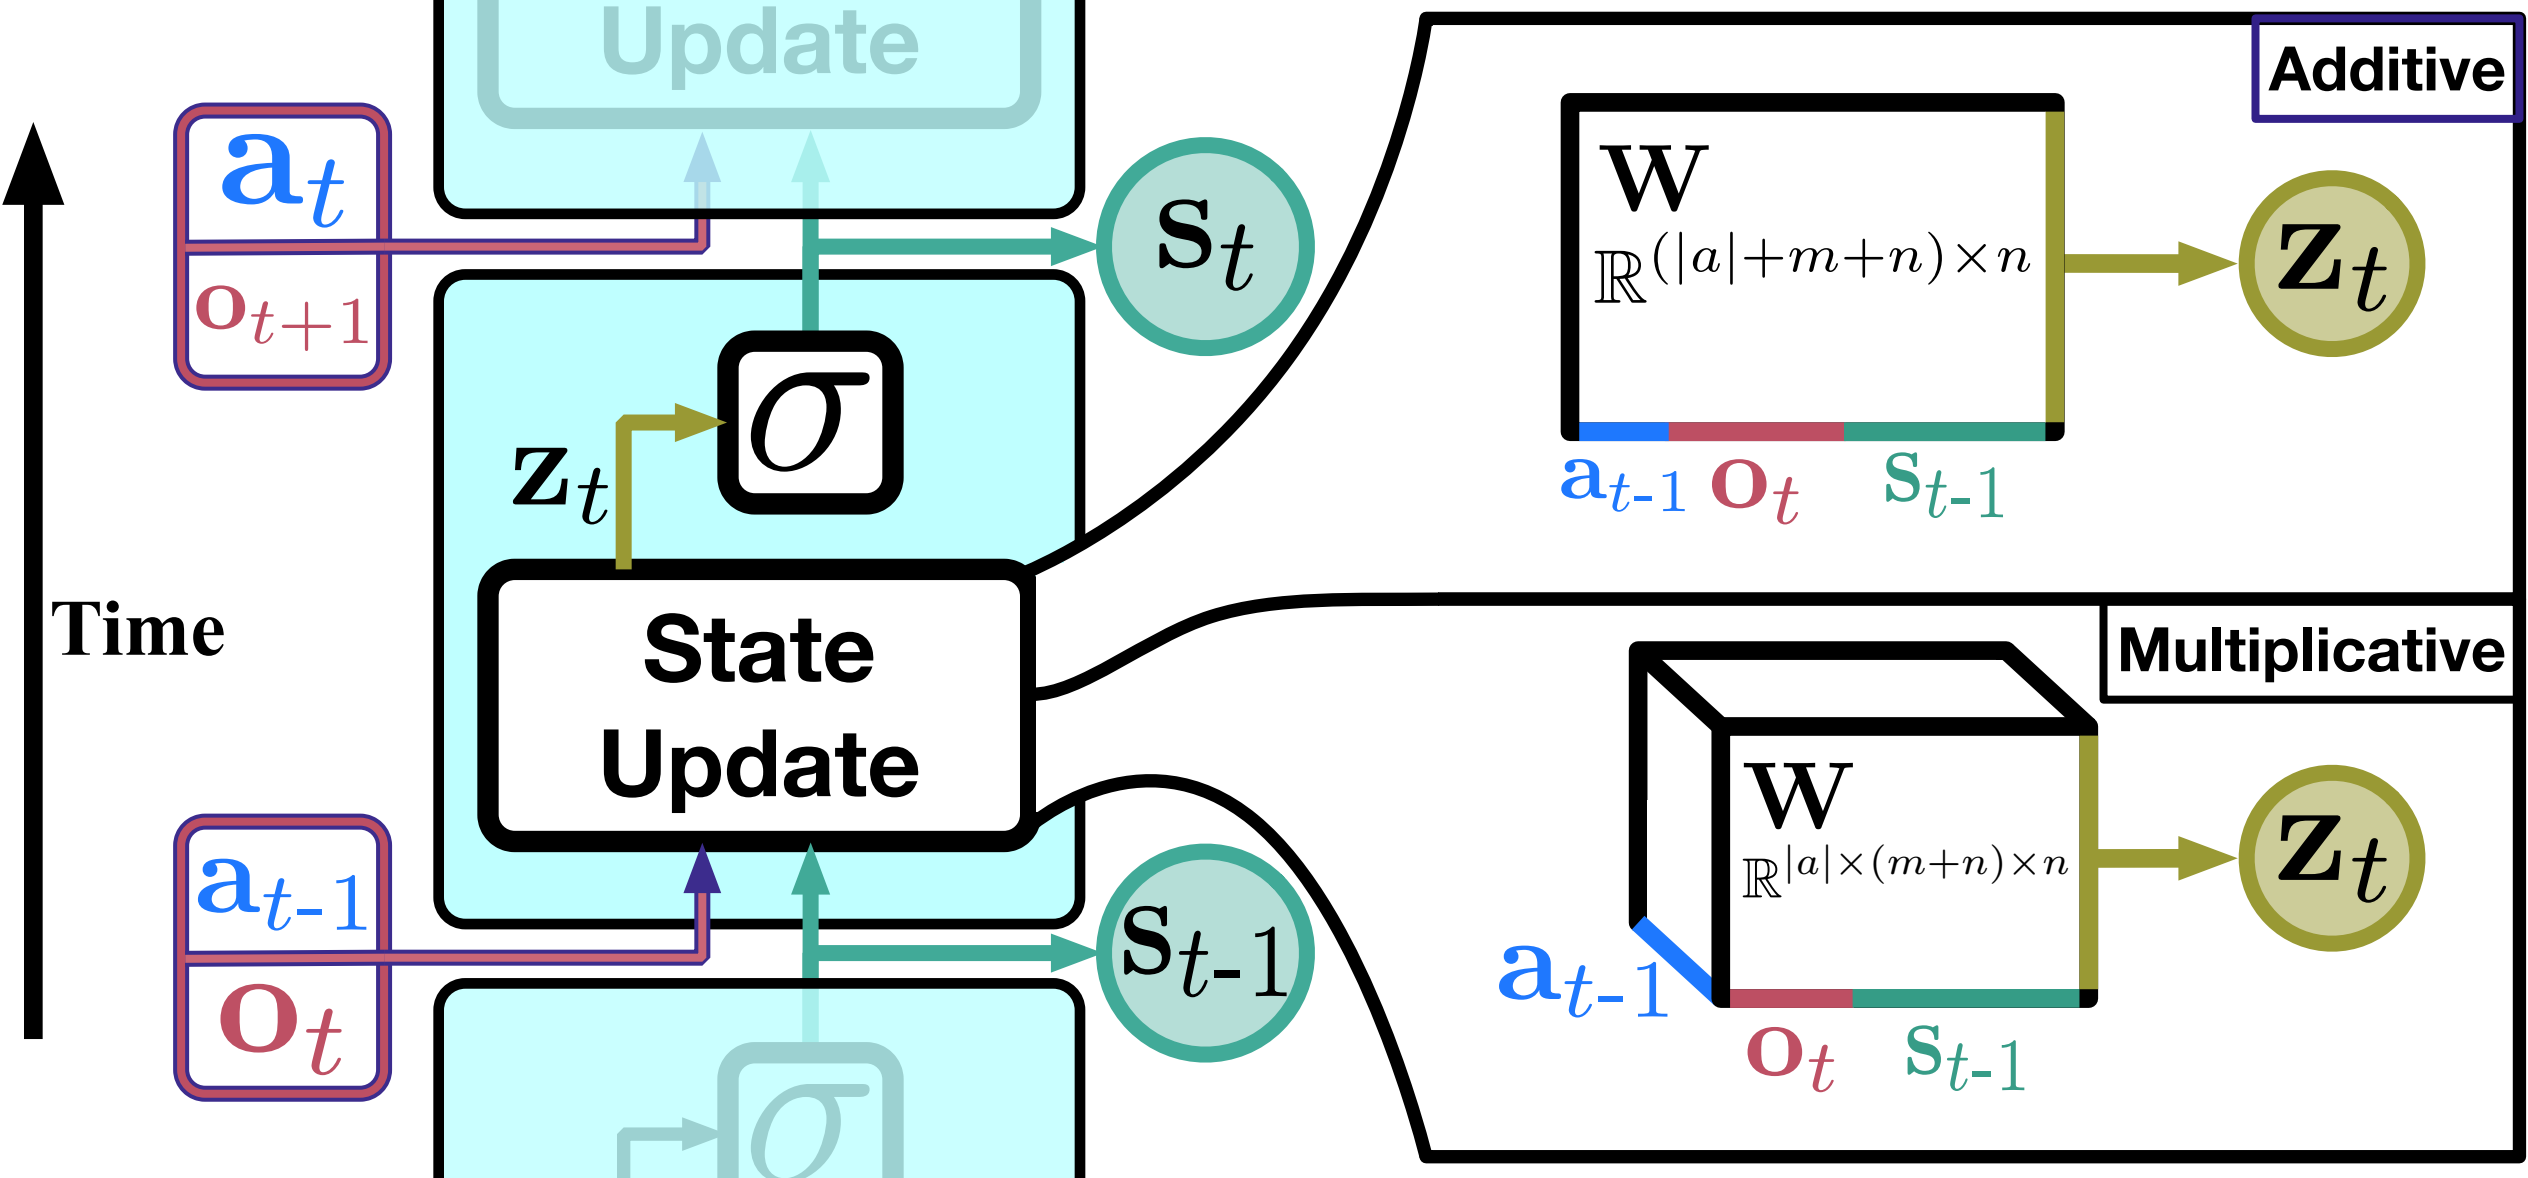 Update
Additive
a_t
o_{t+1}
s_t
W
ℝ^{(|a|+m+n)×n}
z_t
σ
z_t
a_{t-1} o_t s_{t-1}
Time
State
Update
Multiplicative
W
ℝ^{|a|×(m+n)×n}
z_t
a_{t-1}
o_t
s_{t-1}
a_{t-1}
o_t s_{t-1}
σ